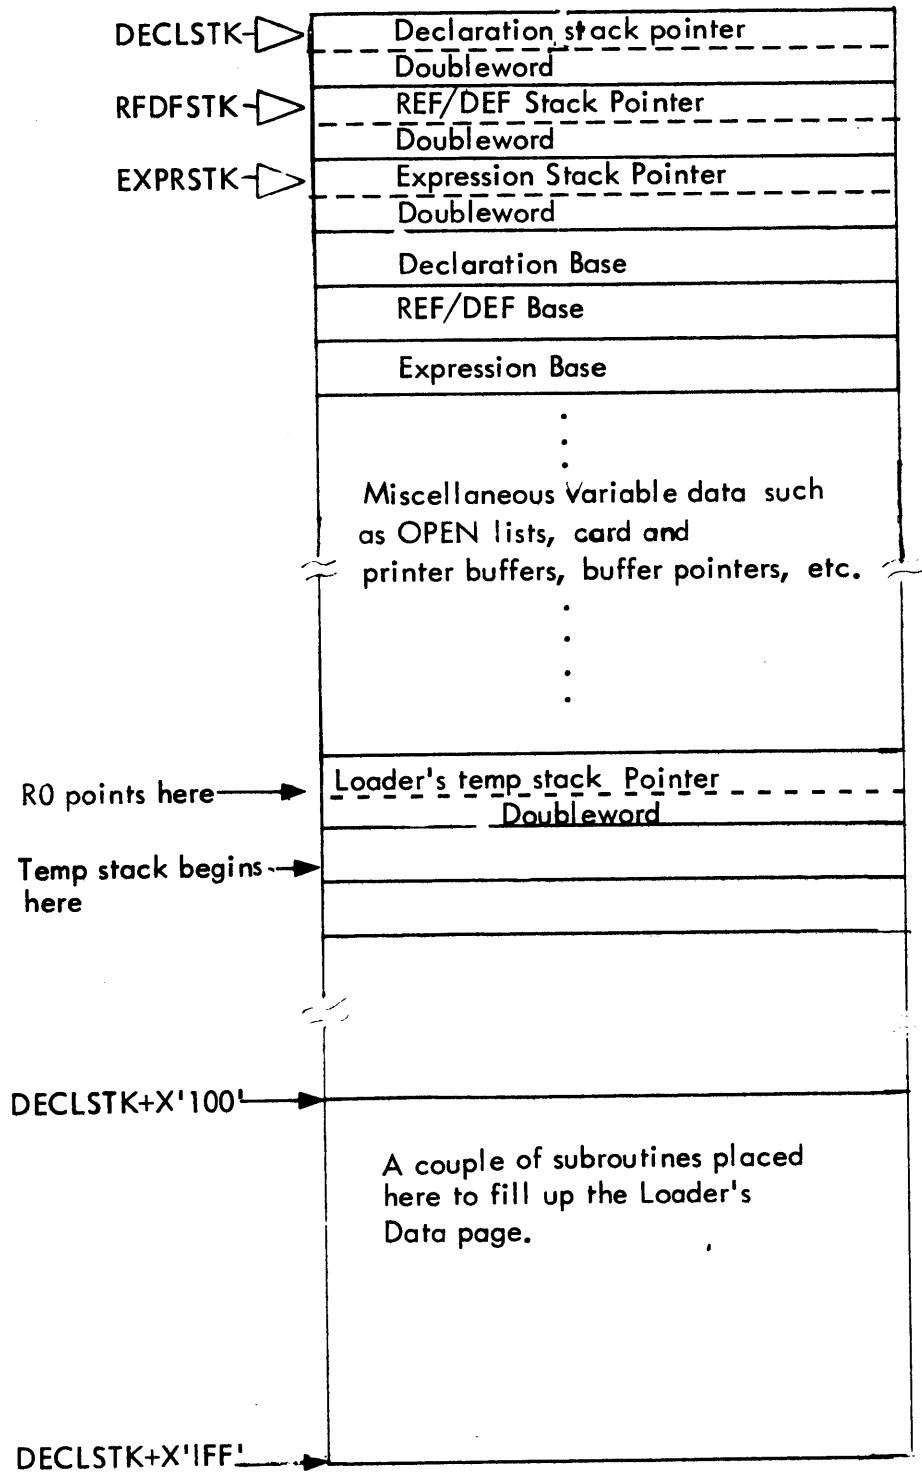 DECLSTK Declaration stack pointer
Doubleword
RFDFSTK REF/DEF Stack Pointer
Doubleword
EXPRSTK Expression Stack Pointer
Doubleword
Declaration Base
REF/DEF Base
Expression Base
Miscellaneous Variable data such
as OPEN lists, card and
printer buffers, buffer pointers, etc.
R0 points here Loader's temp stack Pointer
Doubleword
Temp stack begins
here
DECLSTK+X'100'
A couple of subroutines placed
here to fill up the Loader's
Data page.
DECLSTK+X'1FF'